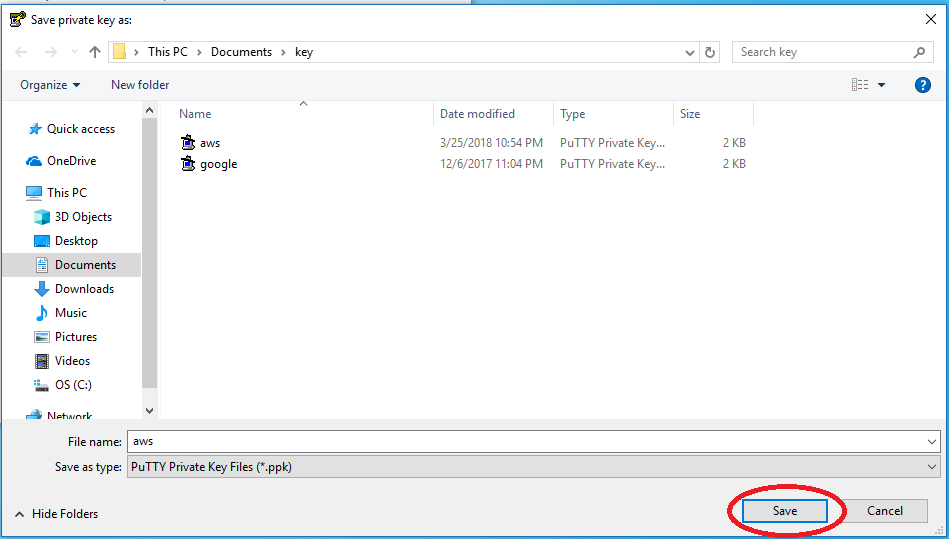 Save private key as:
This PC > Documents > key
Search key
Organize
New folder
?
Name Date modified Type Size
aws 3/25/2018 10:54 PM PuTTY Private Key... 2 KB
google 12/6/2017 11:04 PM PuTTY Private Key... 2 KB
Quick access
OneDrive
This PC
3D Objects
Desktop
Documents
Downloads
Music
Pictures
Videos
OS (C:)
Network
File name: aws
Save as type: PuTTY Private Key Files (*.ppk)
Hide Folders
Save
Cancel